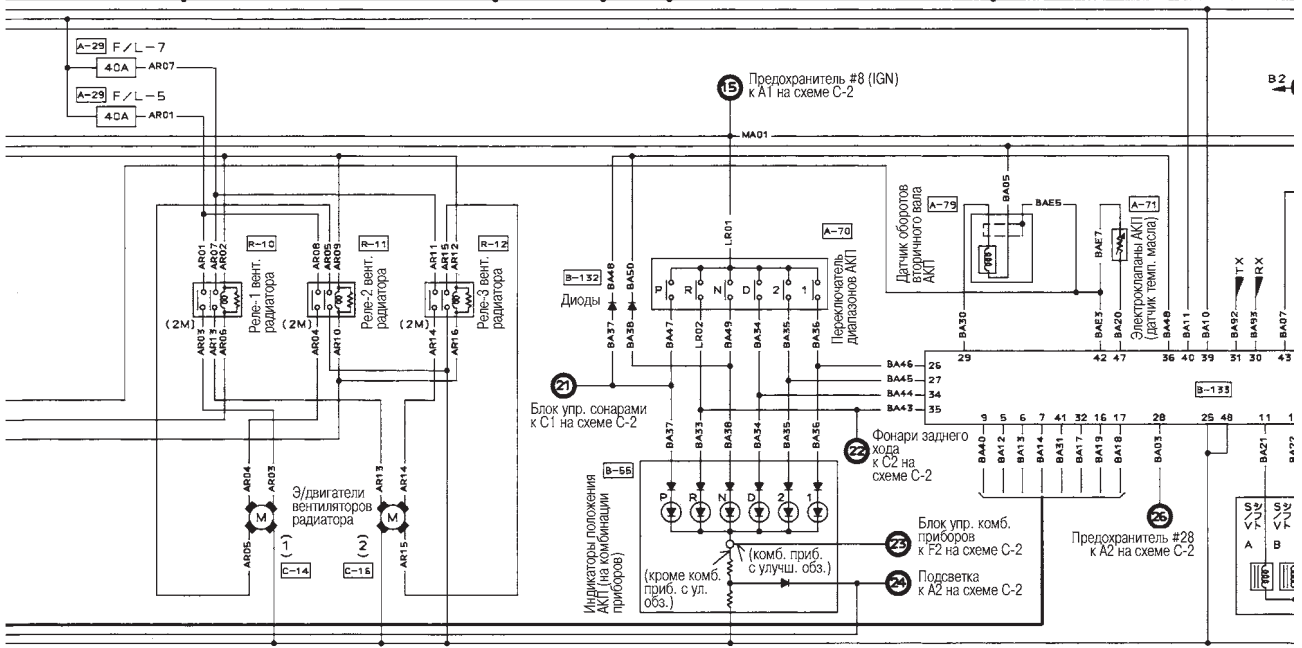 A-29 F/L-7
40A AR07
A-29 F/L-5
40A AR01
15 Предохранитель #8 (IGN)
к A1 на схеме C-2
B2
MA01
LR01
AR01
AR07
AR02
R-10
Реле-1 вент.
радиатора
(2M)
AR03
AR13
AR06
AR08
AR05
AR09
R-11
Реле-2 вент.
радиатора
(2M)
AR04
AR10
AR11
AR15
AR12
R-12
Реле-3 вент.
радиатора
(2M)
AR14
AR16
B-132
Диоды
BA48
BA50
BA37
BA38
A-70
P R N D 2 1
Переключатель
диапазонов АКП
BA47
LR02
BA49
BA34
BA35
BA36
Датчик оборотов
вторичного вала
АКП
A-79
BA05
BAE5
BA30
A-71
BAE7
BAE3
BA20
Электроклапаны АКП
(датчик темп. масла)
BA48
BA11
BA10
TX
RX
BA92
BA93
BA07
29 42 47 36 40 39 31 30 43
BA46 26
BA45 27
BA44 34
BA43 35
B-133
9 5 6 7 41 32 16 17 28 25 48 11 1
BA40
BA12
BA13
BA14
BA31
BA17
BA19
BA18
BA03
BA21
BA22
21
Блок упр. сонарами
к C1 на схеме C-2
22 Фонари заднего
хода
к C2 на
схеме C-2
BA37
BA33
BA38
BA34
BA35
BA36
B-55
Индикаторы положения
АКП (на комбинации
приборов)
P R N D 2 1
(кроме комб.
приб. с ул.
обз.)
(комб. приб.
с улучш. обз.)
23
Блок упр. комб.
приборов
к F2 на схеме C-2
24 Подсветка
к A2 на схеме C-2
26
Предохранитель #28
к A2 на схеме C-2
AR04
AR03
M
AR05
(1)
C-14
Э/двигатели
вентиляторов
радиатора
AR13
AR14
M
(2)
C-15
AR15
S/V
S/V
A B